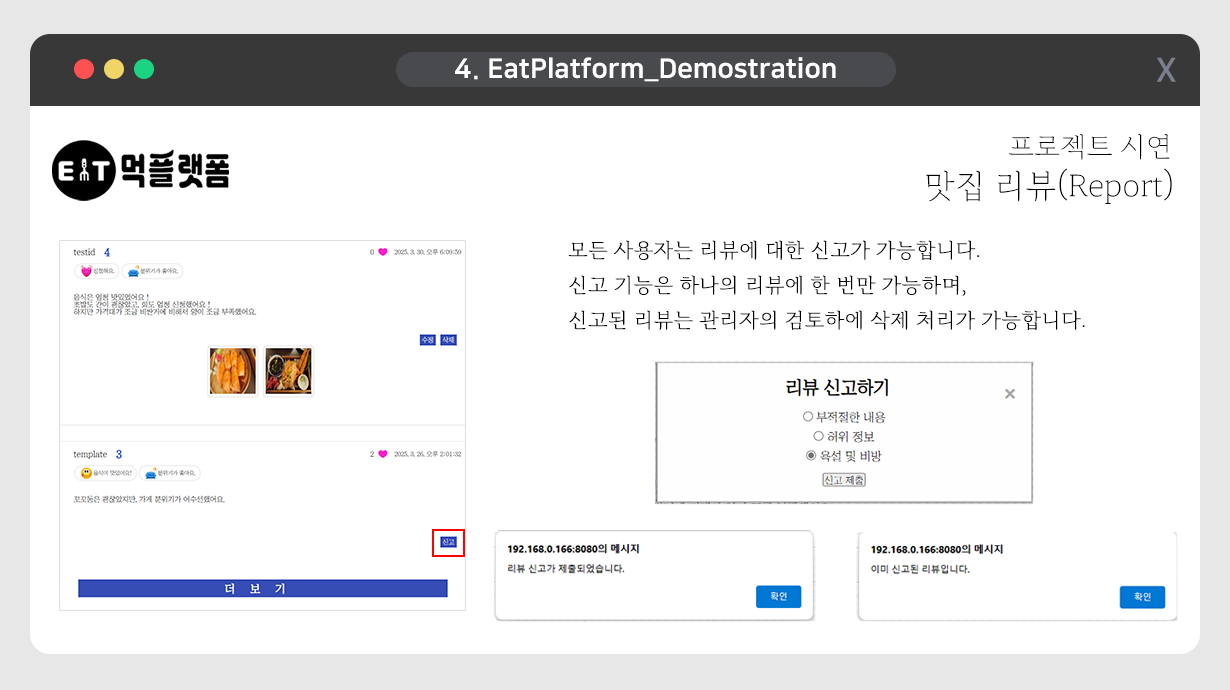 4. EatPlatform_Demostration
X
EAT 먹플랫폼
프로젝트 시연
맛집 리뷰(Report)
testid 4
0 2025. 3. 30. 오후 6:09:59
친절해요. 분위기가 좋아요.
음식은 엄청 맛있었어요 !
초밥도 간이 괜찮았고, 회도 엄청 신청했어요 !
하지만 가격대가 조금 비싼거에 비해서 양이 조금 부족했어요.
수정 삭제
template 3
2 2025. 3. 26. 오후 2:01:32
음식이 맛있어요! 분위기가 좋아요.
꼬꼬동은 괜찮았지만, 가게 분위기가 어수선했어요.
신고
더 보 기
모든 사용자는 리뷰에 대한 신고가 가능합니다.
신고 기능은 하나의 리뷰에 한 번만 가능하며,
신고된 리뷰는 관리자의 검토하에 삭제 처리가 가능합니다.
리뷰 신고하기
×
부적절한 내용
허위 정보
욕설 및 비방
신고 제출
192.168.0.166:8080의 메시지
리뷰 신고가 제출되었습니다.
확인
192.168.0.166:8080의 메시지
이미 신고된 리뷰입니다.
확인